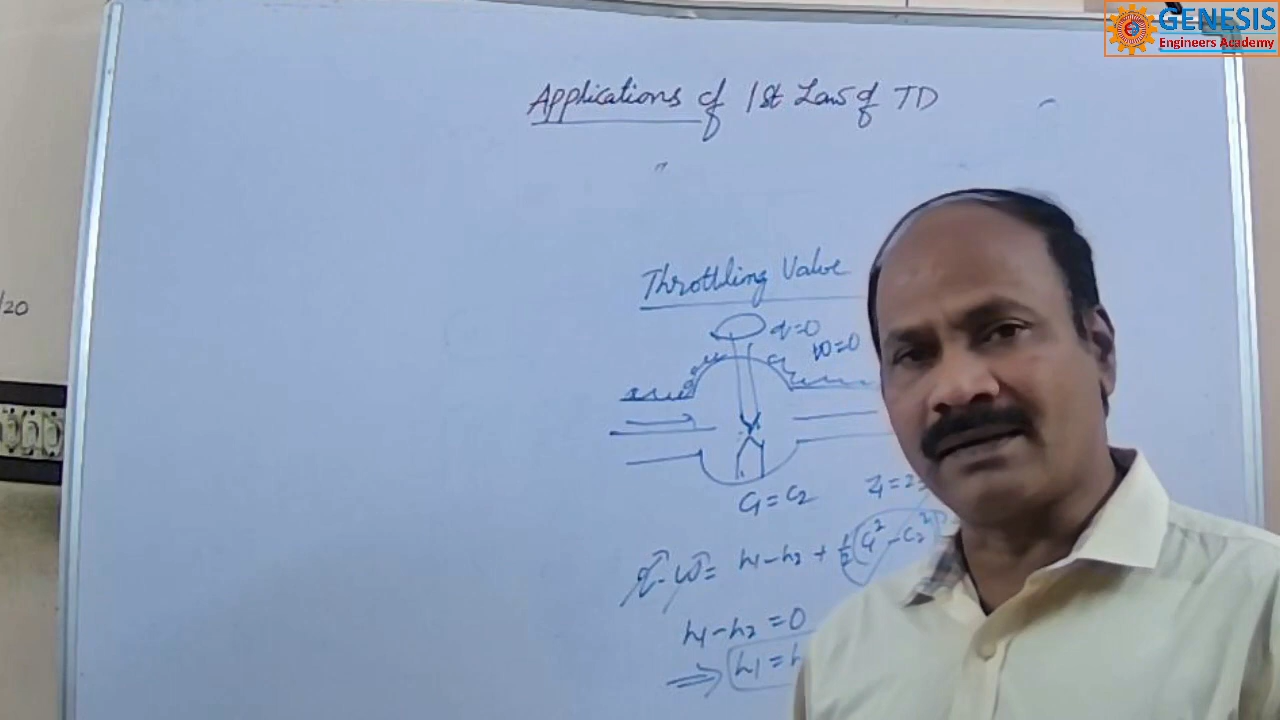 GENESIS
Engineers Academy
Applications of 1st Law of TD
/20
Throttling Valve
q=0
w=0
C1 = C2
Z1 = Z
q - w = h1-h2 + 1/2 (C1² - C2²)
h1-h2 = 0
⇒ h1 = h